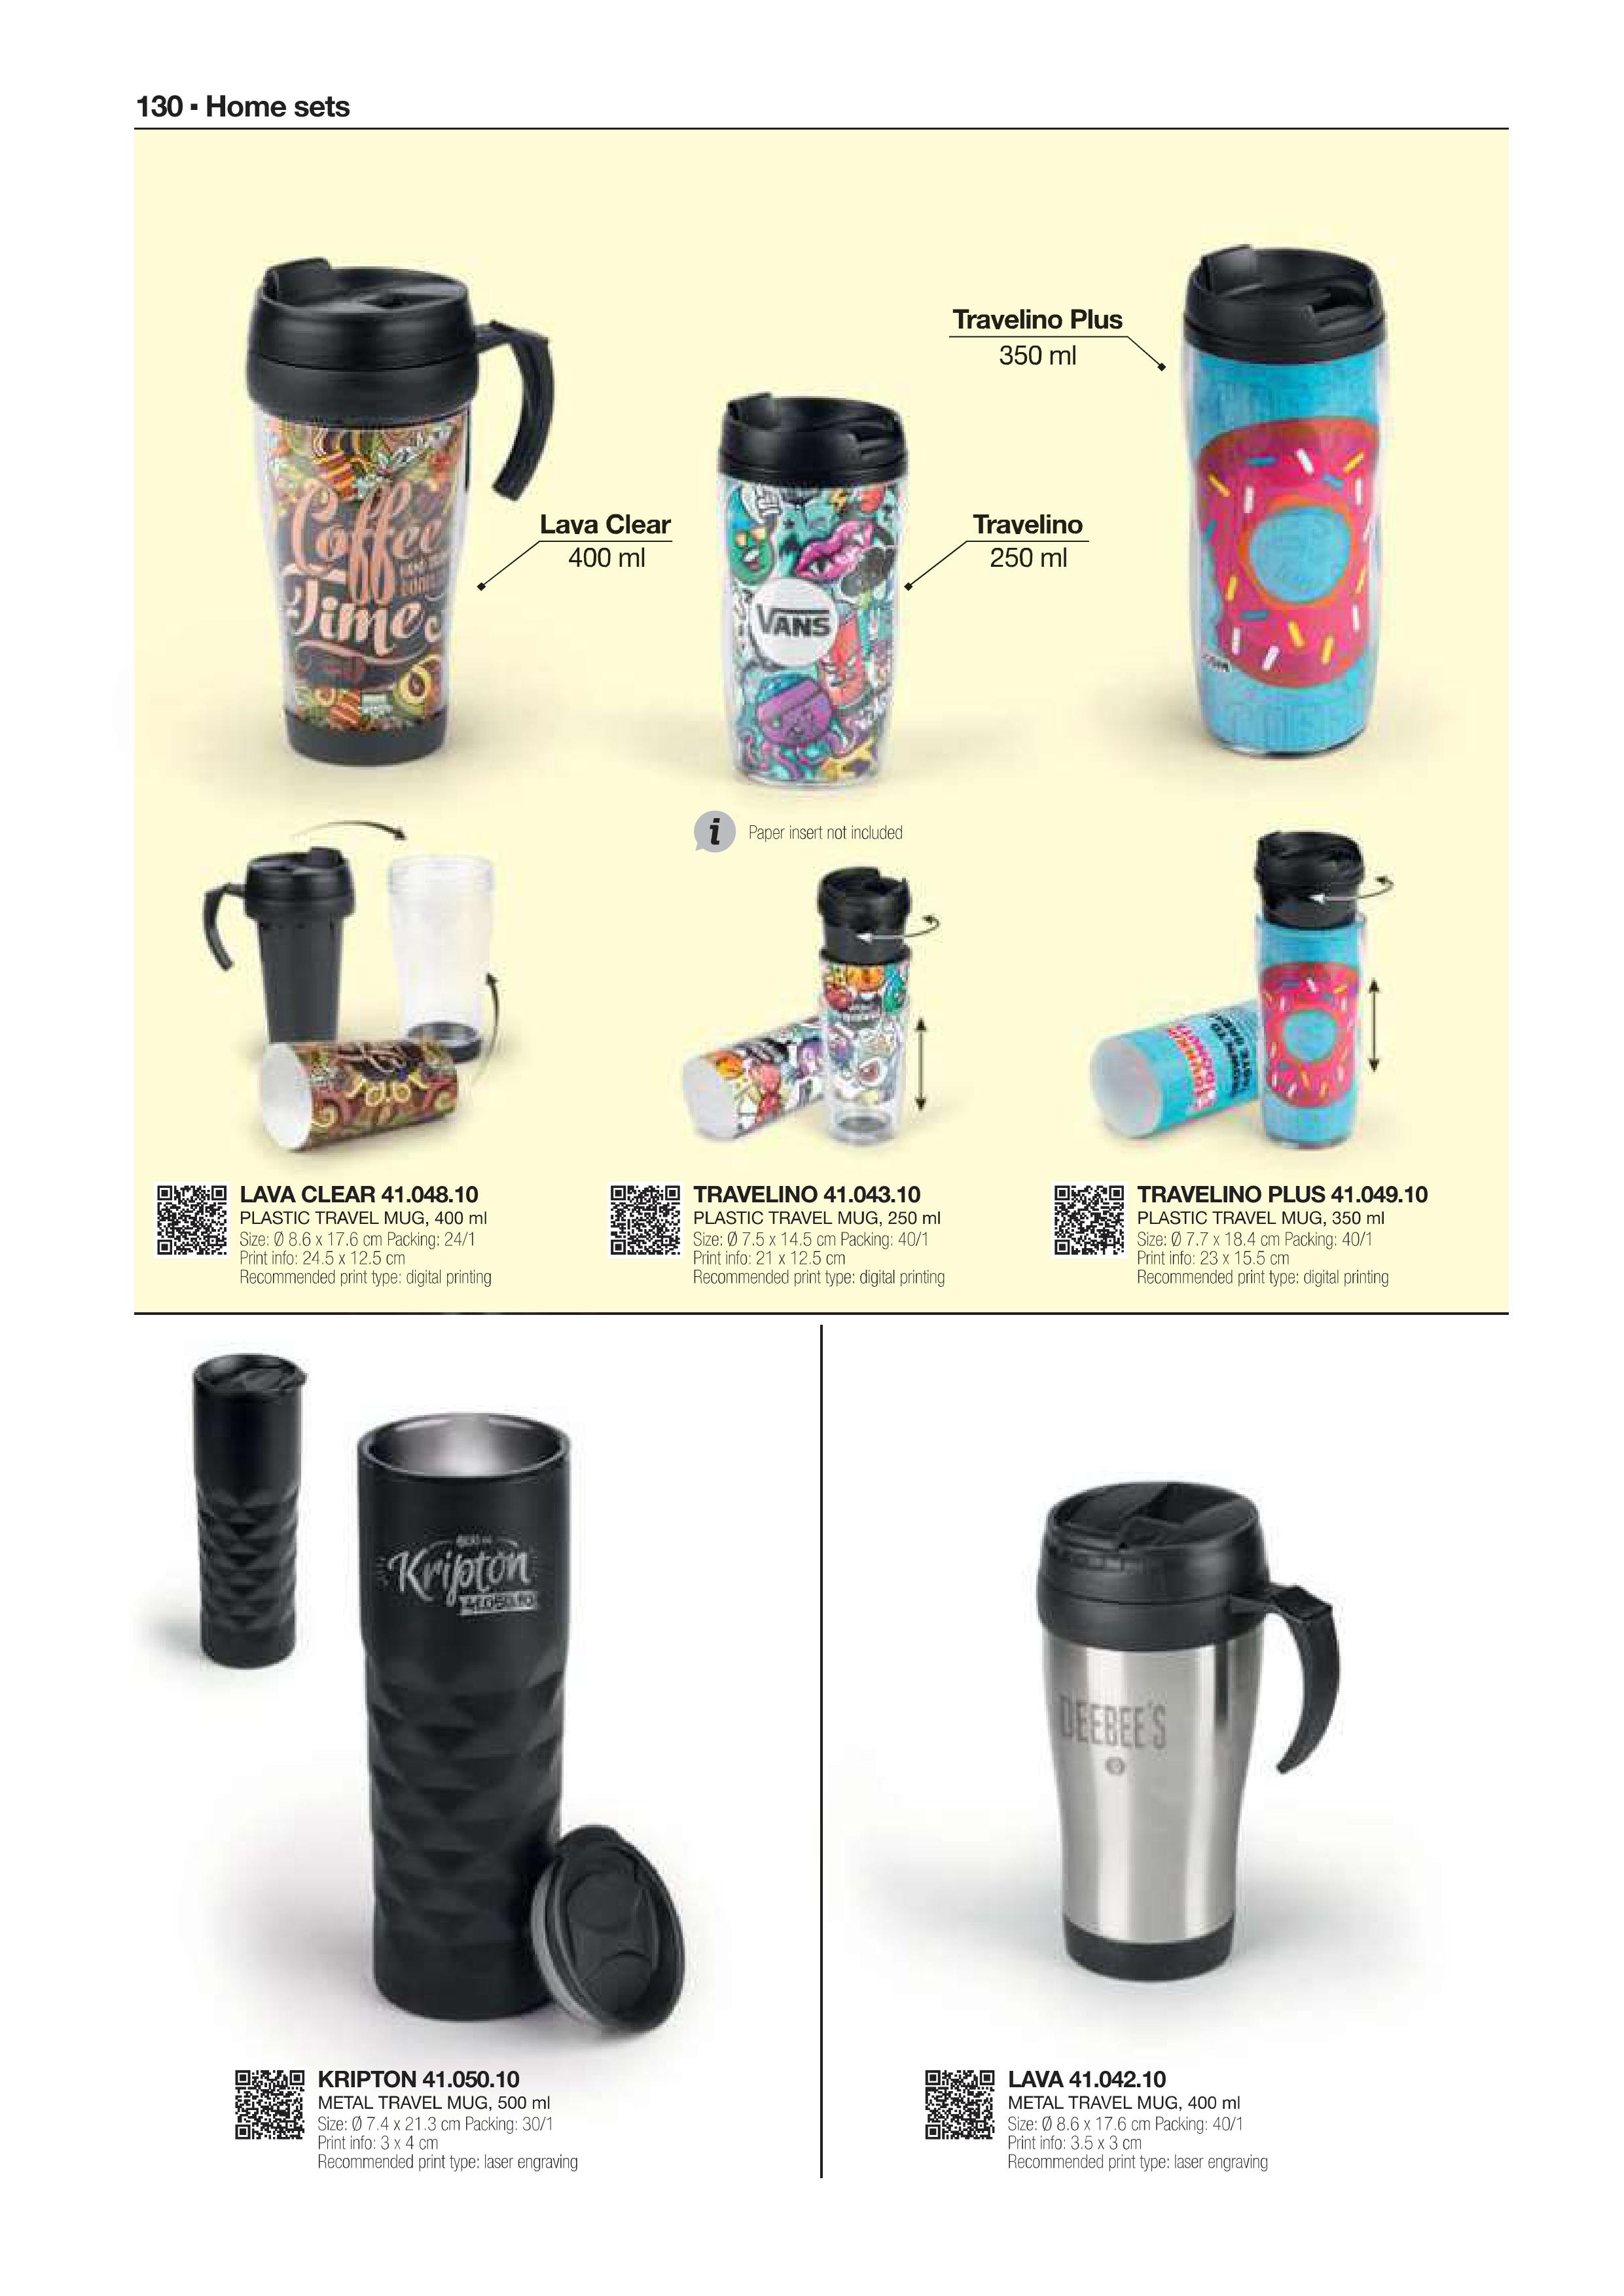 130 ▪ Home sets
Travelino Plus
350 ml
Lava Clear
400 ml
Travelino
250 ml
Coffee
Time
VANS
i Paper insert not included
LAVA CLEAR 41.048.10
PLASTIC TRAVEL MUG, 400 ml
Size: Ø 8.6 x 17.6 cm Packing: 24/1
Print info: 24.5 x 12.5 cm
Recommended print type: digital printing
TRAVELINO 41.043.10
PLASTIC TRAVEL MUG, 250 ml
Size: Ø 7.5 x 14.5 cm Packing: 40/1
Print info: 21 x 12.5 cm
Recommended print type: digital printing
TRAVELINO PLUS 41.049.10
PLASTIC TRAVEL MUG, 350 ml
Size: Ø 7.7 x 18.4 cm Packing: 40/1
Print info: 23 x 15.5 cm
Recommended print type: digital printing
Kripton
41.050.10
DEEBEE'S
KRIPTON 41.050.10
METAL TRAVEL MUG, 500 ml
Size: Ø 7.4 x 21.3 cm Packing: 30/1
Print info: 3 x 4 cm
Recommended print type: laser engraving
LAVA 41.042.10
METAL TRAVEL MUG, 400 ml
Size: Ø 8.6 x 17.6 cm Packing: 40/1
Print info: 3.5 x 3 cm
Recommended print type: laser engraving